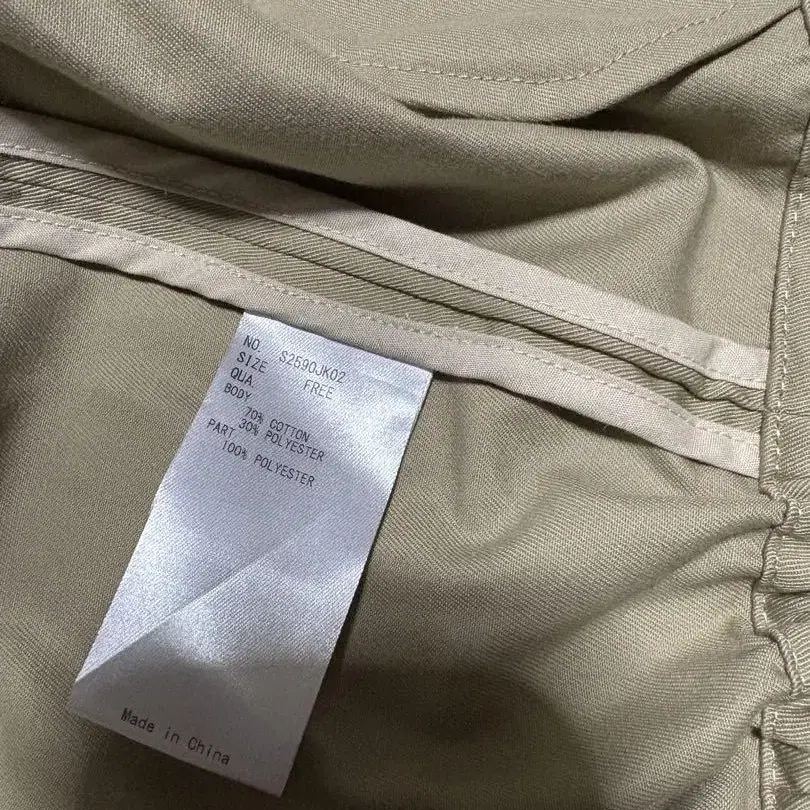 NO. S2590JK02
SIZE FREE
QUA.
BODY
70% COTTON
30% POLYESTER
PART
100% POLYESTER
Made in China